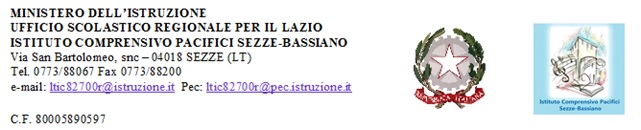 MINISTERO DELL'ISTRUZIONE
UFFICIO SCOLASTICO REGIONALE PER IL LAZIO
ISTITUTO COMPRENSIVO PACIFICI SEZZE-BASSIANO
Via San Bartolomeo, snc – 04018 SEZZE (LT)
Tel. 0773/88067 Fax 0773/88200
e-mail: ltic82700r@istruzione.it Pec: ltic82700r@pec.istruzione.it
C.F. 80005890597
REPVBBLICA ITALIANA
Istituto Comprensivo Pacifici
Sezze-Bassiano